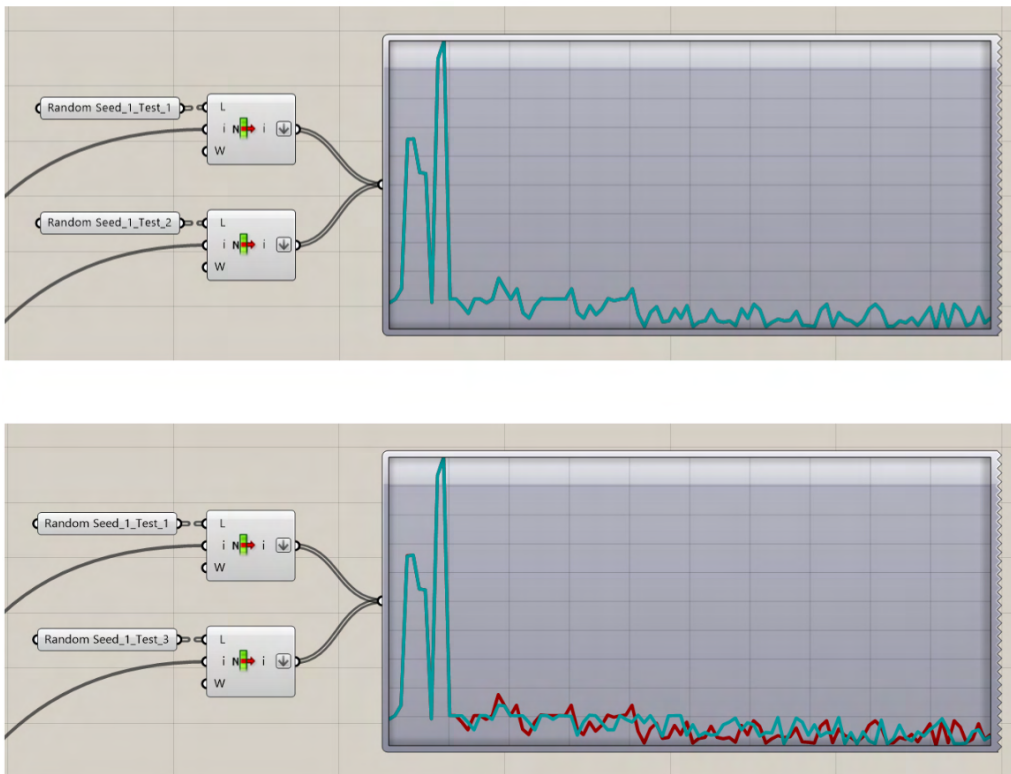 Random Seed_1_Test_1
L
i N i
W
Random Seed_1_Test_2
L
i N i
W
Random Seed_1_Test_1
L
i N i
W
Random Seed_1_Test_3
L
i N i
W